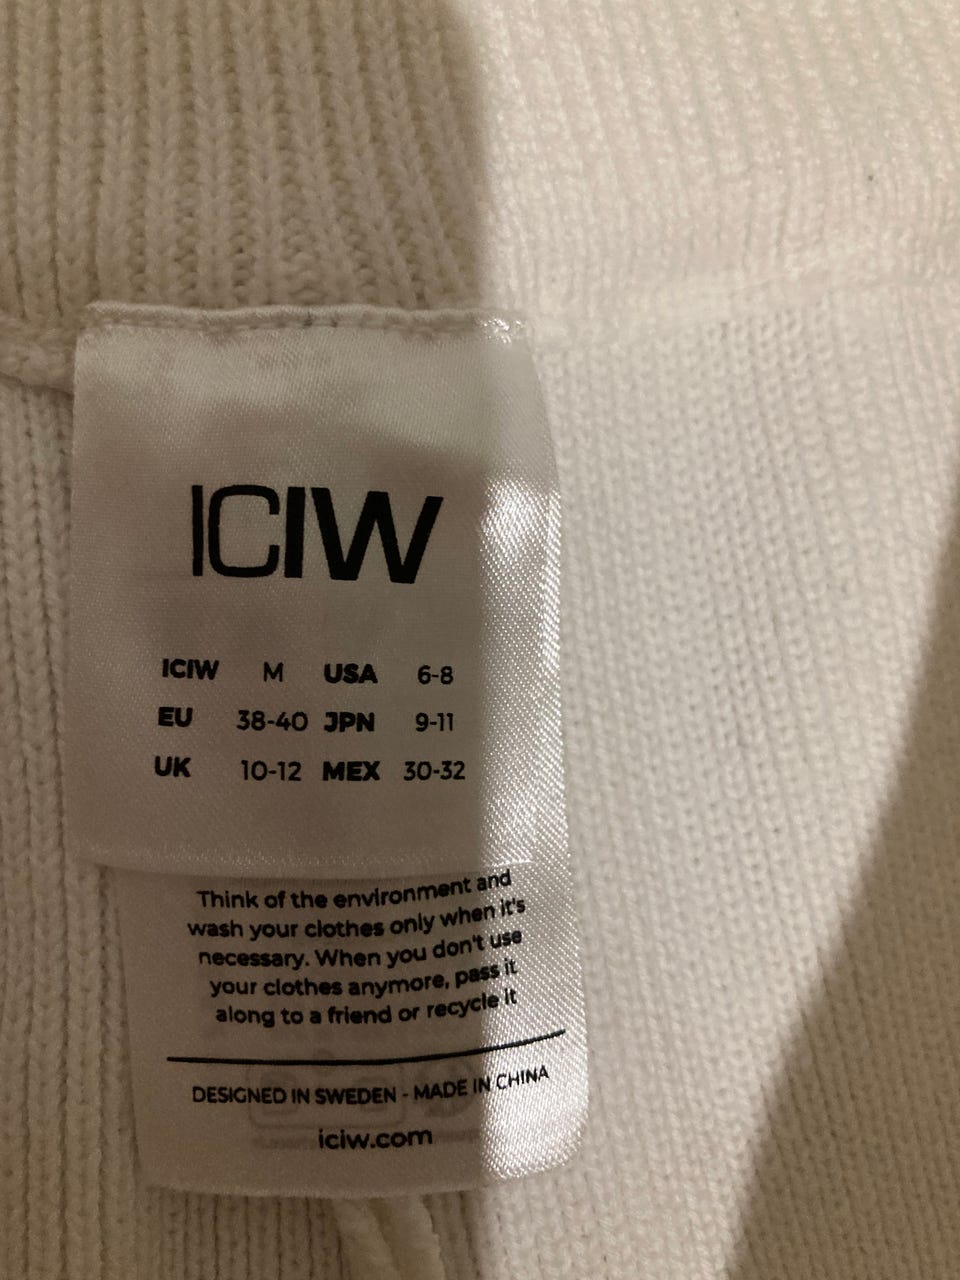 ICIW
ICIW M USA 6-8
EU 38-40 JPN 9-11
UK 10-12 MEX 30-32
Think of the environment and
wash your clothes only when it's
necessary. When you don't use
your clothes anymore, pass it
along to a friend or recycle it
DESIGNED IN SWEDEN - MADE IN CHINA
iciw.com